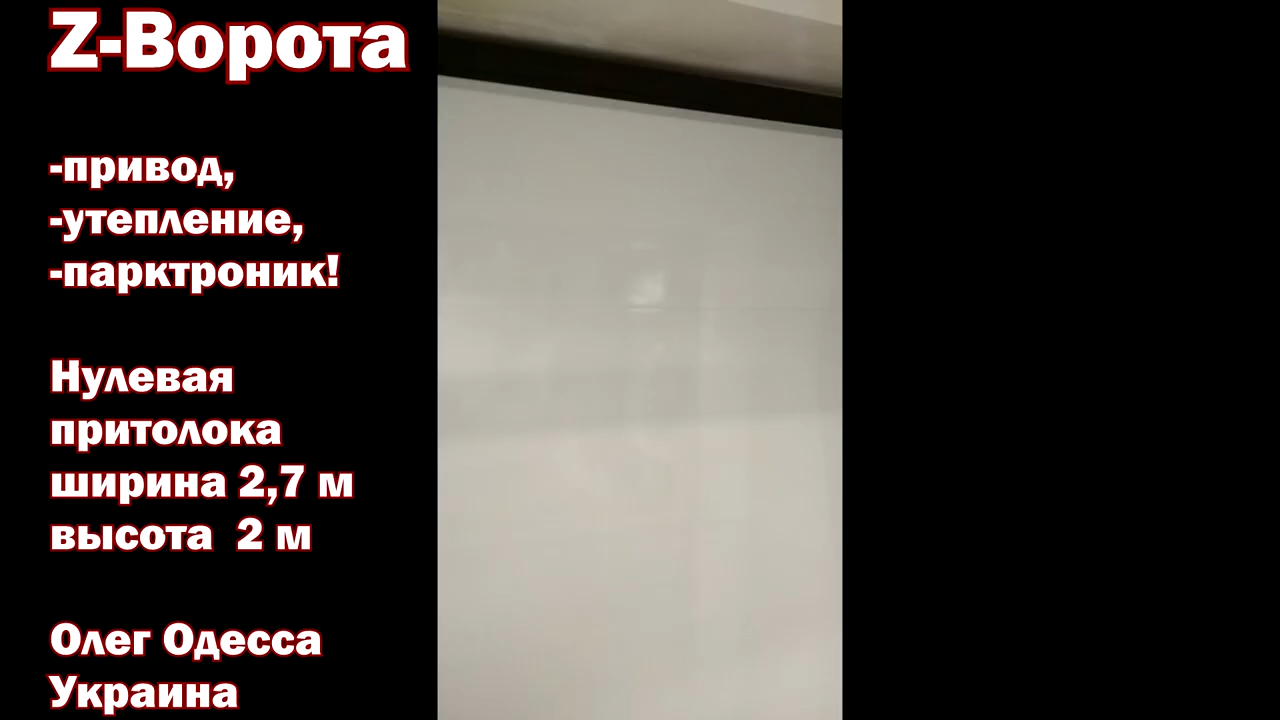 Z-Ворота
-привод,
-утепление,
-парктроник!
Нулевая
притолока
ширина 2,7 м
высота 2 м
Олег Одесса
Украина